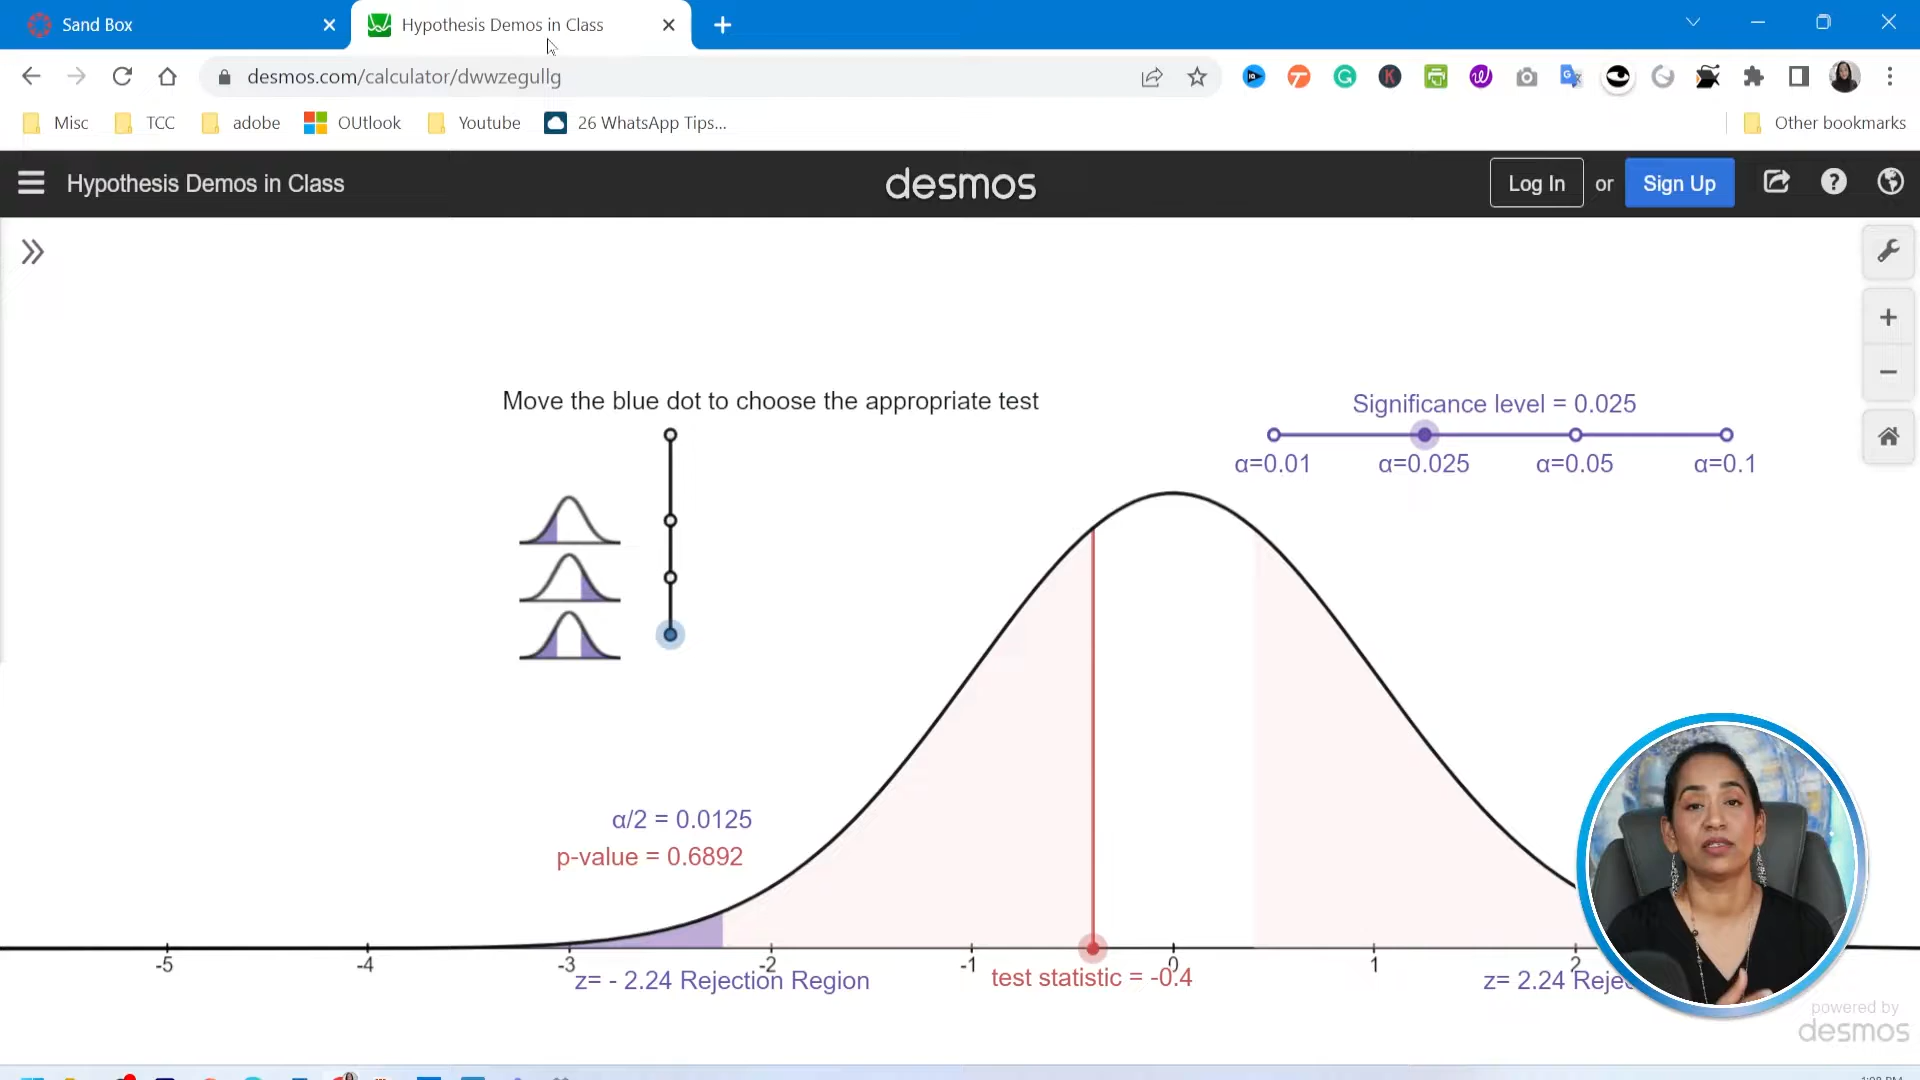 Sand Box
Hypothesis Demos in Class
desmos.com/calculator/dwwzegullg
Misc
TCC
adobe
OUtlook
Youtube
26 WhatsApp Tips...
Other bookmarks
Hypothesis Demos in Class
desmos
Log In
or
Sign Up
Move the blue dot to choose the appropriate test
Significance level = 0.025
α=0.01
α=0.025
α=0.05
α=0.1
α/2 = 0.0125
p-value = 0.6892
-5
-4
-3
-2
-1
0
1
2
z= - 2.24 Rejection Region
test statistic = -0.4
z= 2.24
powered by
desmos